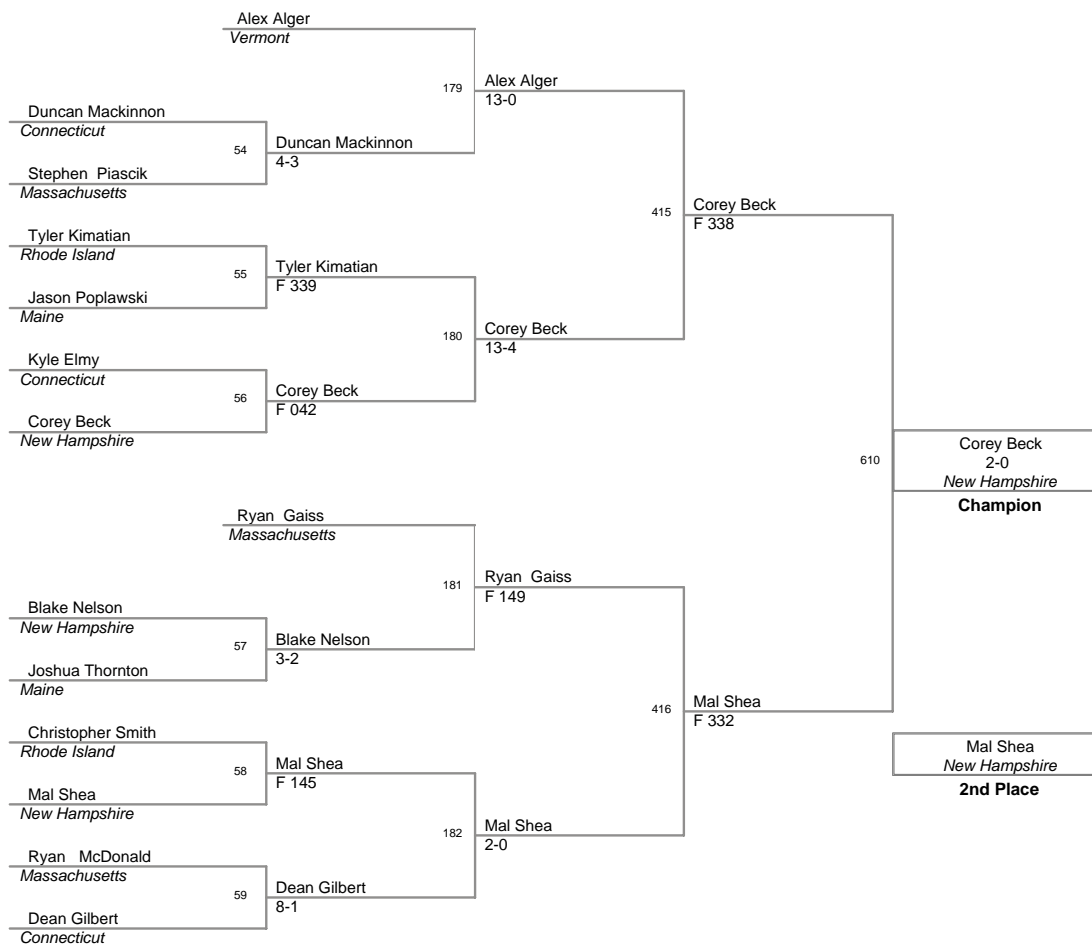 Alex Alger
Vermont
179
Alex Alger
13-0
Duncan Mackinnon
Connecticut
54
Duncan Mackinnon
4-3
Stephen Piascik
Massachusetts
415
Corey Beck
F 338
Tyler Kimatian
Rhode Island
55
Tyler Kimatian
F 339
Jason Poplawski
Maine
180
Corey Beck
13-4
Kyle Elmy
Connecticut
56
Corey Beck
F 042
Corey Beck
New Hampshire
610
Corey Beck
2-0
New Hampshire
Champion
Ryan Gaiss
Massachusetts
181
Ryan Gaiss
F 149
Blake Nelson
New Hampshire
57
Blake Nelson
3-2
Joshua Thornton
Maine
416
Mal Shea
F 332
Christopher Smith
Rhode Island
58
Mal Shea
F 145
Mal Shea
New Hampshire
Mal Shea
New Hampshire
2nd Place
182
Mal Shea
2-0
Ryan McDonald
Massachusetts
59
Dean Gilbert
8-1
Dean Gilbert
Connecticut